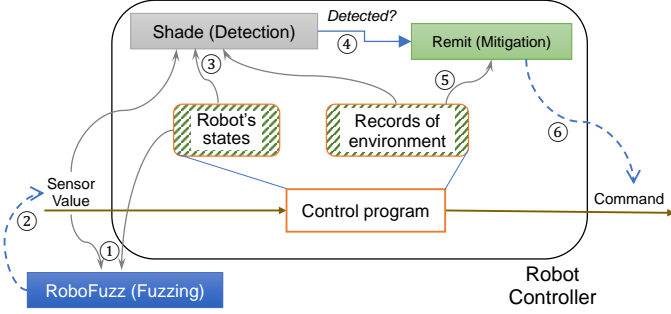 Detected?
Shade (Detection)
④
Remit (Mitigation)
③
⑤
Robot's
states
Records of
environment
⑥
Sensor
Value
②
Control program
Command
①
RoboFuzz (Fuzzing)
Robot
Controller